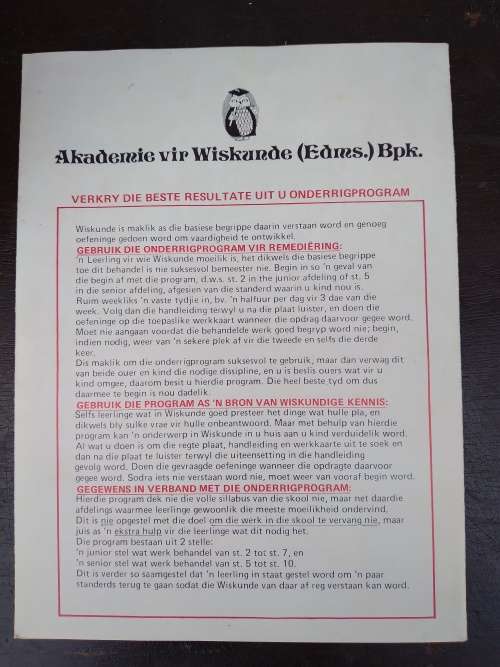 Akademie vir Wiskunde (Edms.) Bpk.
VERKRY DIE BESTE RESULTATE UIT U ONDERRIGPROGRAM
Wiskunde is maklik as die basiese begrippe daarin verstaan word en genoeg
oefeninge gedoen word om vaardigheid te ontwikkel.
GEBRUIK DIE ONDERRIGPROGRAM VIR REMEDIËRING:
'n Leerling vir wie Wiskunde moeilik is, het dikwels die basiese begrippe
toe dit behandel is nie suksesvol bemeester nie. Begin in so 'n geval van
die begin af met die program, d.w.s. st. 2 in the junior afdeling of st. 5
in die senior afdeling, afgesien van die standerd waarin u kind nou is.
Ruim weekliks 'n vaste tydjie in, bv. 'n halfuur per dag vir 3 dae van die
week. Volg dan die handleiding terwyl u na die plaat luister, en doen die
oefeninge op die toepaslike werkkaart wanneer die opdrag daarvoor gegee word.
Moet nie aangaan voordat die behandelde werk goed begryp word nie; begin,
indien nodig, weer van 'n sekere plek af vir die tweede en selfs die derde
keer.
Dis maklik om die onderrigprogram suksesvol te gebruik, maar dan verwag dit
van beide ouer en kind die nodige dissipline, en u is beslis ouers wat vir u
kind omgee, daarom besit u hierdie program. Die heel beste tyd om dus
daarmee te begin is nou dadelik.
GEBRUIK DIE PROGRAM AS 'N BRON VAN WISKUNDIGE KENNIS:
Selfs leerlinge wat in Wiskunde goed presteer het dinge wat hulle pla, en
dikwels bly sulke vrae vir hulle onbeantwoord. Maar met behulp van hierdie
program kan 'n onderwerp in Wiskunde in u huis aan u kind verduidelik word.
Al wat u doen is om die regte plaat, handleiding en werkkaarte uit te soek en
dan na die plaat te luister terwyl die uiteensetting in die handleiding
gevolg word. Doen die gevraagde oefeninge wanneer die opdragte daarvoor
gegee word. Sodra iets nie verstaan word nie, moet weer van vooraf begin word.
GEGEWENS IN VERBAND MET DIE ONDERRIGPROGRAM:
Hierdie program dek nie die volle sillabus van die skool nie, maar net daardie
afdelings waarmee leerlinge gewoonlik die meeste moeilikheid ondervind.
Dit is nie opgestel met die doel om die werk in die skool te vervang nie, maar
juis as 'n ekstra hulp vir die leerlinge wat dit nodig het.
Die program bestaan uit 2 stelle:
'n junior stel wat werk behandel van st. 2 tot st. 7, en
'n senior stel wat werk behandel van st. 5 tot st. 10.
Dit is verder so saamgestel dat 'n leerling in staat gestel word om 'n paar
standerds terug te gaan sodat die Wiskunde van daar af reg verstaan kan word.